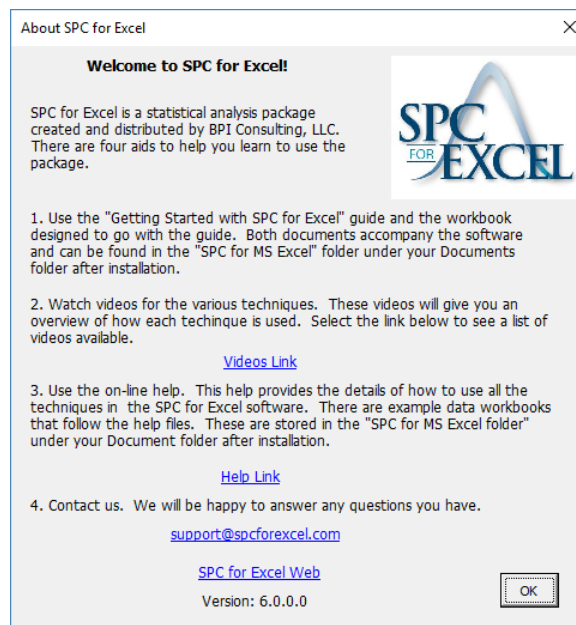 About SPC for Excel
Welcome to SPC for Excel!
SPC for Excel is a statistical analysis package
created and distributed by BPI Consulting, LLC.
There are four aids to help you learn to use the
package.
SPC
FOR
EXCEL
1. Use the "Getting Started with SPC for Excel" guide and the workbook
designed to go with the guide. Both documents accompany the software
and can be found in the "SPC for MS Excel" folder under your Documents
folder after installation.
2. Watch videos for the various techniques. These videos will give you an
overview of how each techinque is used. Select the link below to see a list of
videos available.
Videos Link
3. Use the on-line help. This help provides the details of how to use all the
techniques in the SPC for Excel software. There are example data workbooks
that follow the help files. These are stored in the "SPC for MS Excel folder"
under your Document folder after installation.
Help Link
4. Contact us. We will be happy to answer any questions you have.
support@spcforexcel.com
SPC for Excel Web
Version: 6.0.0.0
OK